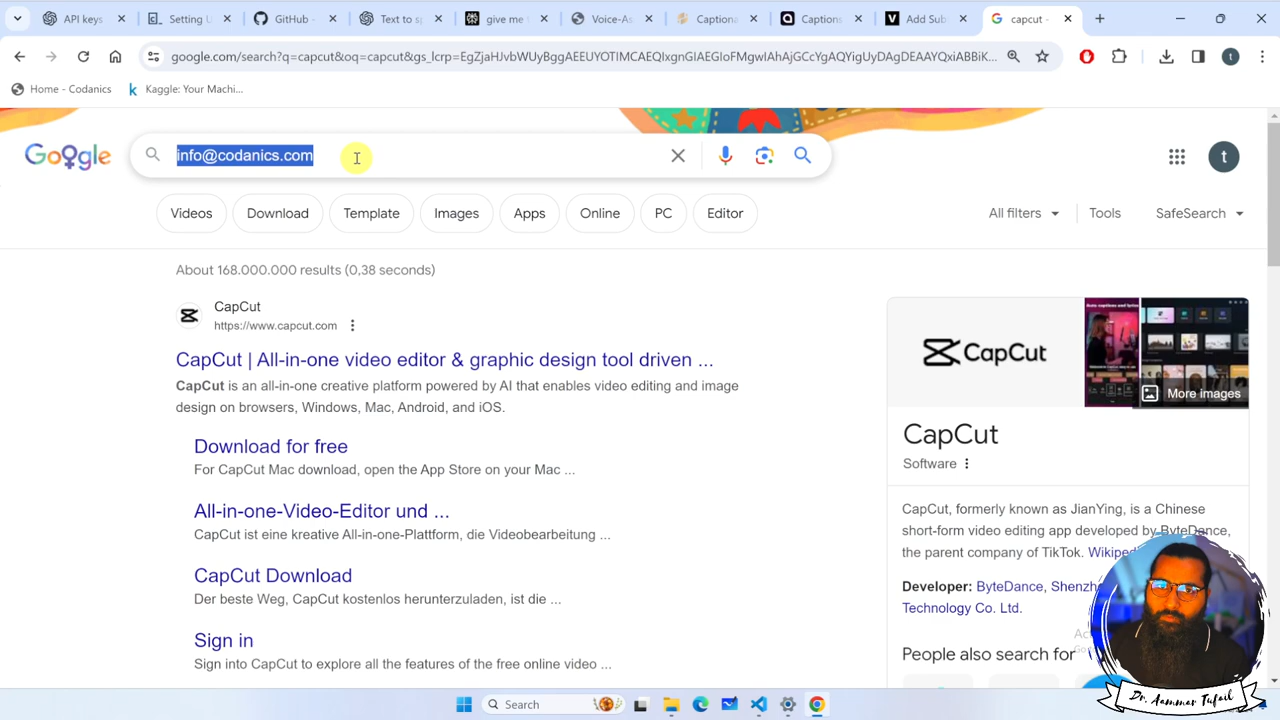 API keys
Setting U
GitHub -
Text to s
give me
Voice-As
Captiona
Captions
Add Sub
capcut -
google.com/search?q=capcut&oq=capcut&gs_lcrp=EgZjaHJvbWUyBggAEEUYOTIMCAEQIxgnGIAEGIoFMgwIAhAjGCcYgAQYigUyDAgDEAAYQxiABBiK...
Home - Codanics
Kaggle: Your Machi...
Google
info@codanics.com
t
Videos
Download
Template
Images
Apps
Online
PC
Editor
All filters
Tools
SafeSearch
About 168.000.000 results (0,38 seconds)
CapCut
https://www.capcut.com
CapCut | All-in-one video editor & graphic design tool driven ...
CapCut is an all-in-one creative platform powered by AI that enables video editing and image
design on browsers, Windows, Mac, Android, and iOS.
Download for free
For CapCut Mac download, open the App Store on your Mac ...
All-in-one-Video-Editor und ...
CapCut ist eine kreative All-in-one-Plattform, die Videobearbeitung ...
CapCut Download
Der beste Weg, CapCut kostenlos herunterzuladen, ist die ...
Sign in
Sign into CapCut to explore all the features of the free online video ...
CapCut
More images
CapCut
Software
CapCut, formerly known as JianYing, is a Chinese
short-form video editing app developed by ByteDance,
the parent company of TikTok. Wikiped
Developer: ByteDance, Shenzh
Technology Co. Ltd.
People also search for
Dr. Aammar Tufail
Search